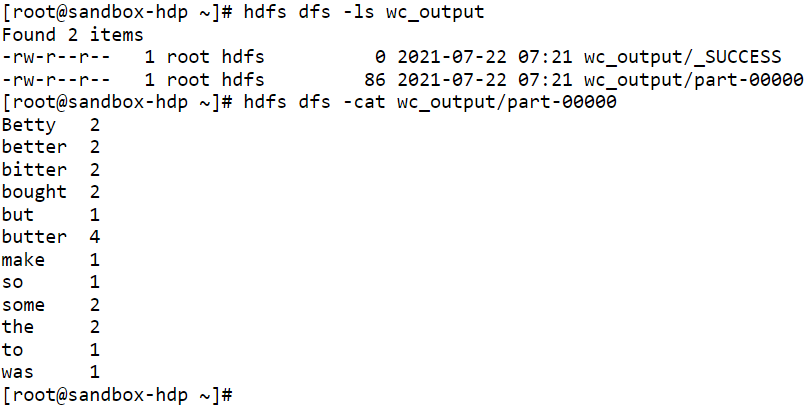 [root@sandbox-hdp ~]# hdfs dfs -ls wc_output
Found 2 items
-rw-r--r--   1 root hdfs          0 2021-07-22 07:21 wc_output/_SUCCESS
-rw-r--r--   1 root hdfs         86 2021-07-22 07:21 wc_output/part-00000
[root@sandbox-hdp ~]# hdfs dfs -cat wc_output/part-00000
Betty   2
better  2
bitter  2
bought  2
but     1
butter  4
make    1
so      1
some    2
the     2
to      1
was     1
[root@sandbox-hdp ~]#